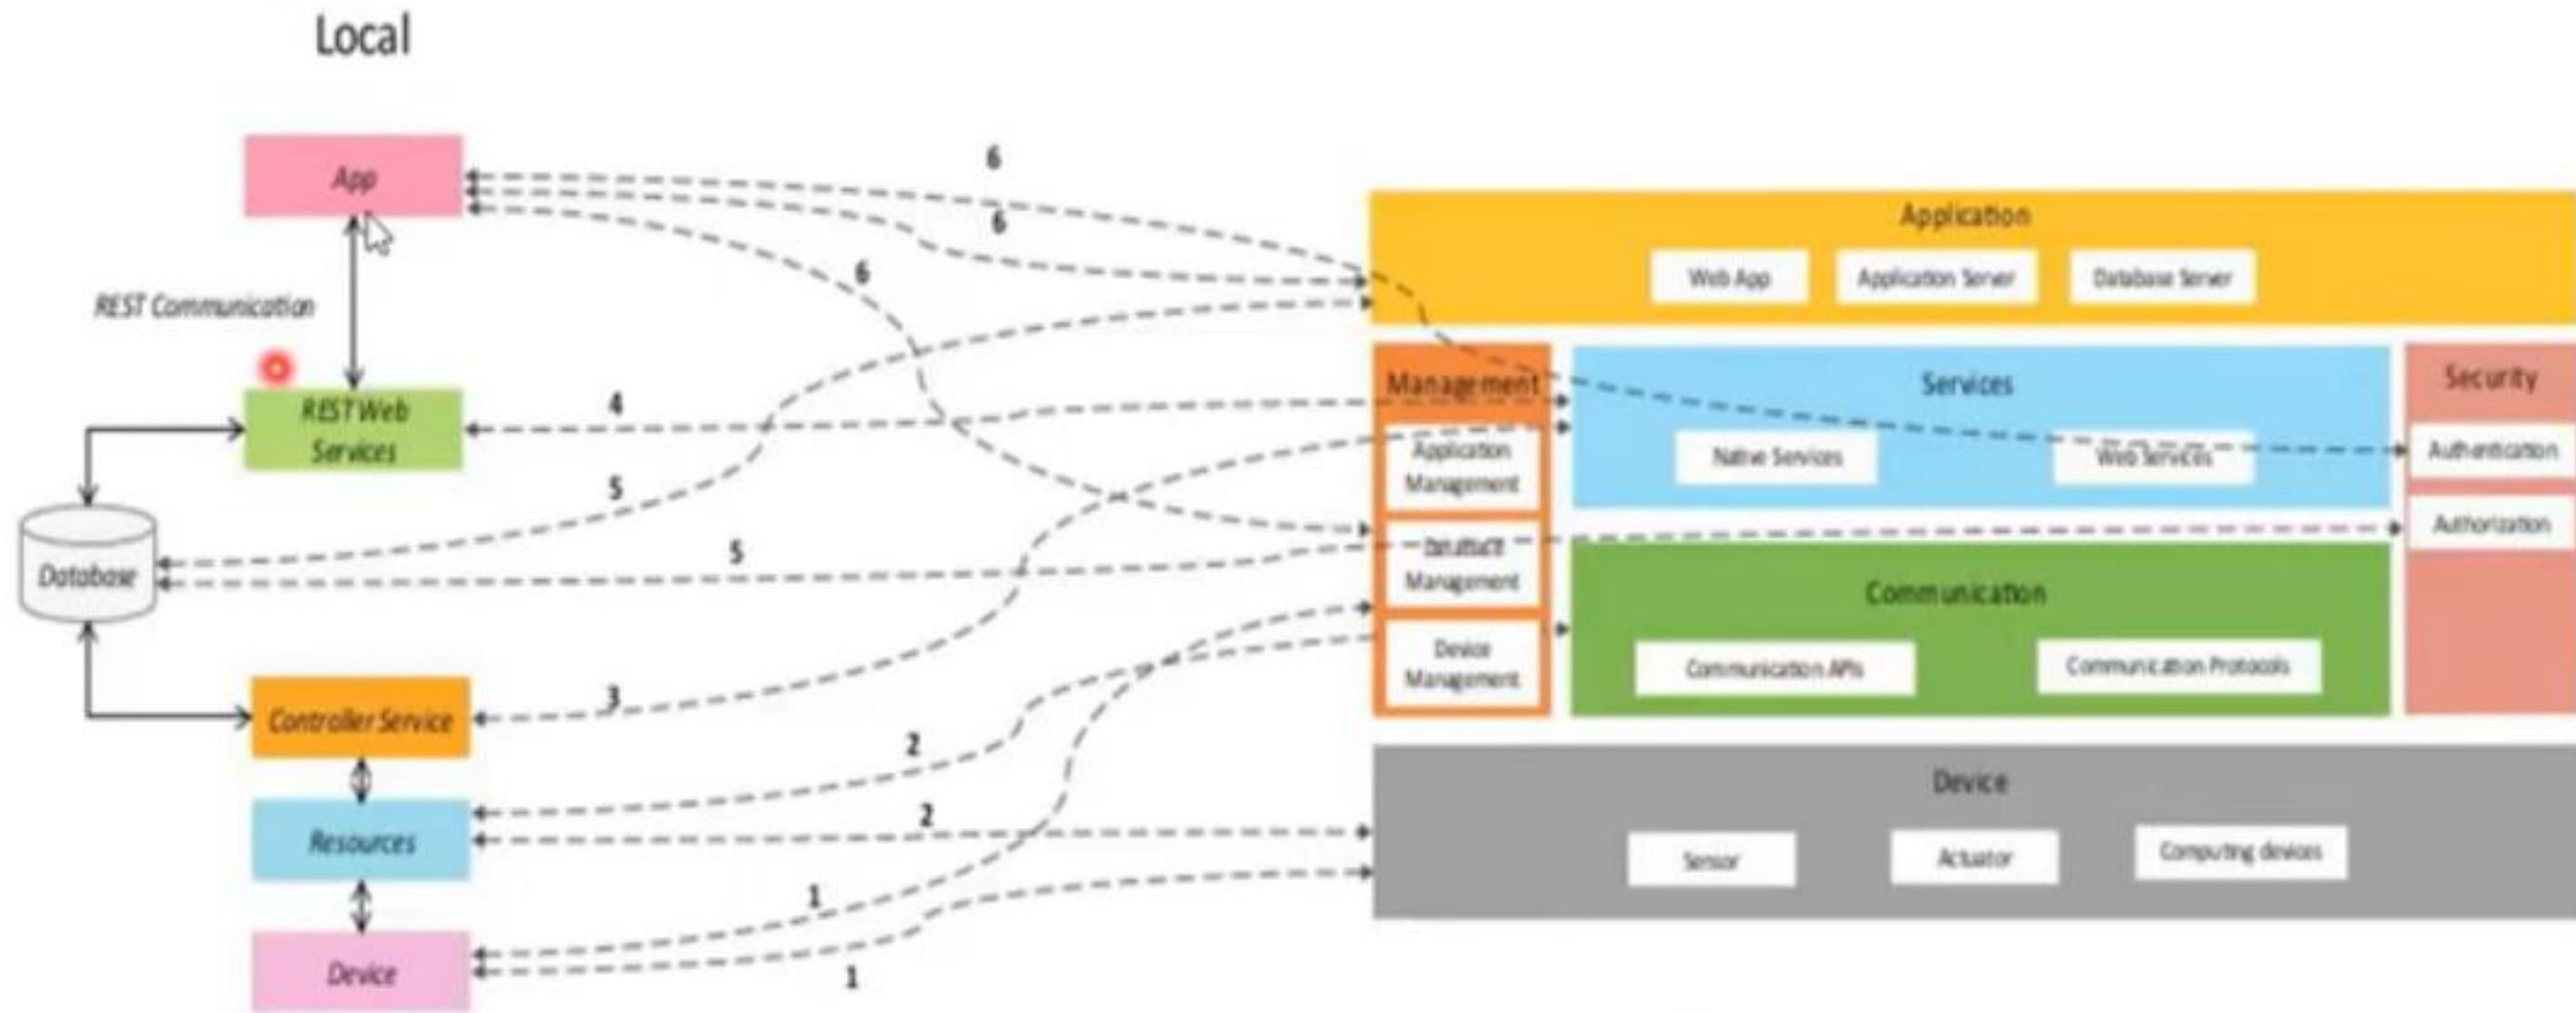 Local
6
App
6
Application
6
Web App
Application Server
Database Server
REST Communication
Management
Services
Security
4
REST Web
Services
Application
Management
Native Services
Web Services
Authentication
5
Authorization
5
Database
Management
Database
Communication
Device
Management
Communication APIs
Communication Protocols
3
Controller Service
2
Device
2
Resources
Sensor
Actuator
Computing devices
1
Device
1